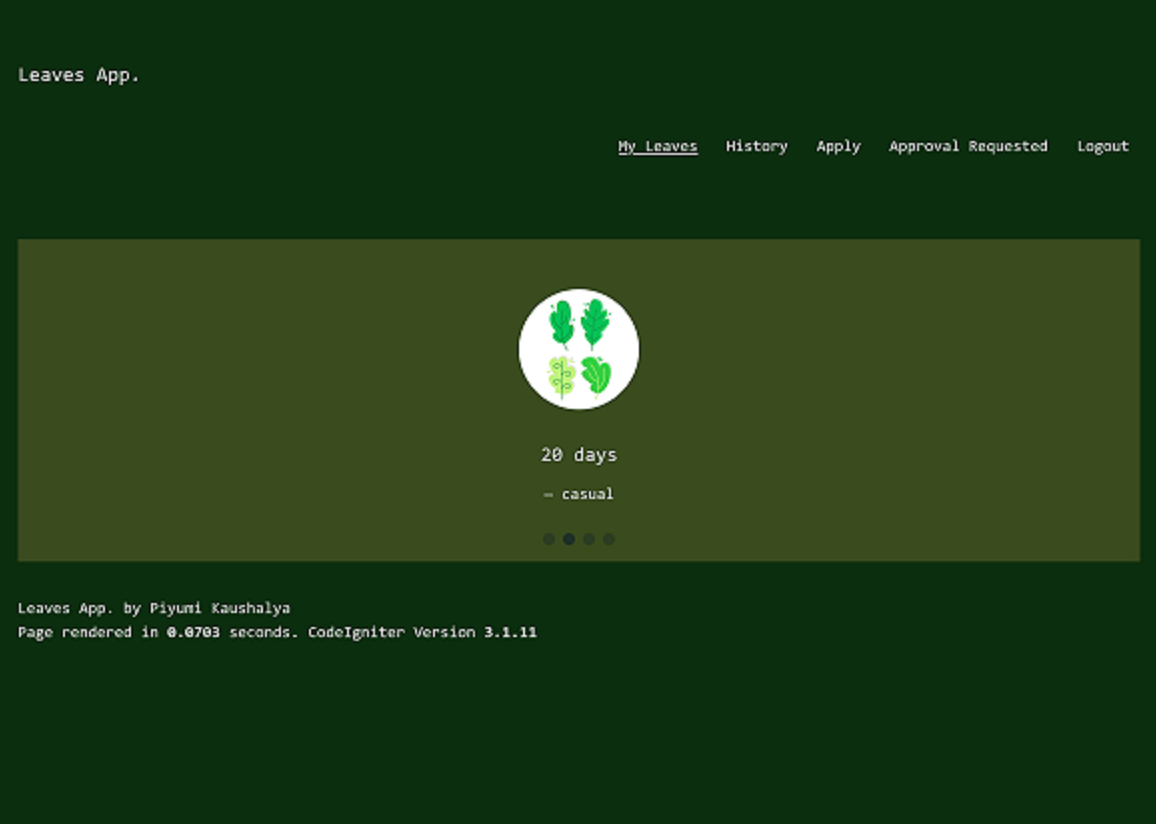 Leaves App.
My Leaves History Apply Approval Requested Logout
20 days
— casual
Leaves App. by Piyumi Kaushalya
Page rendered in 0.0703 seconds. CodeIgniter Version 3.1.11